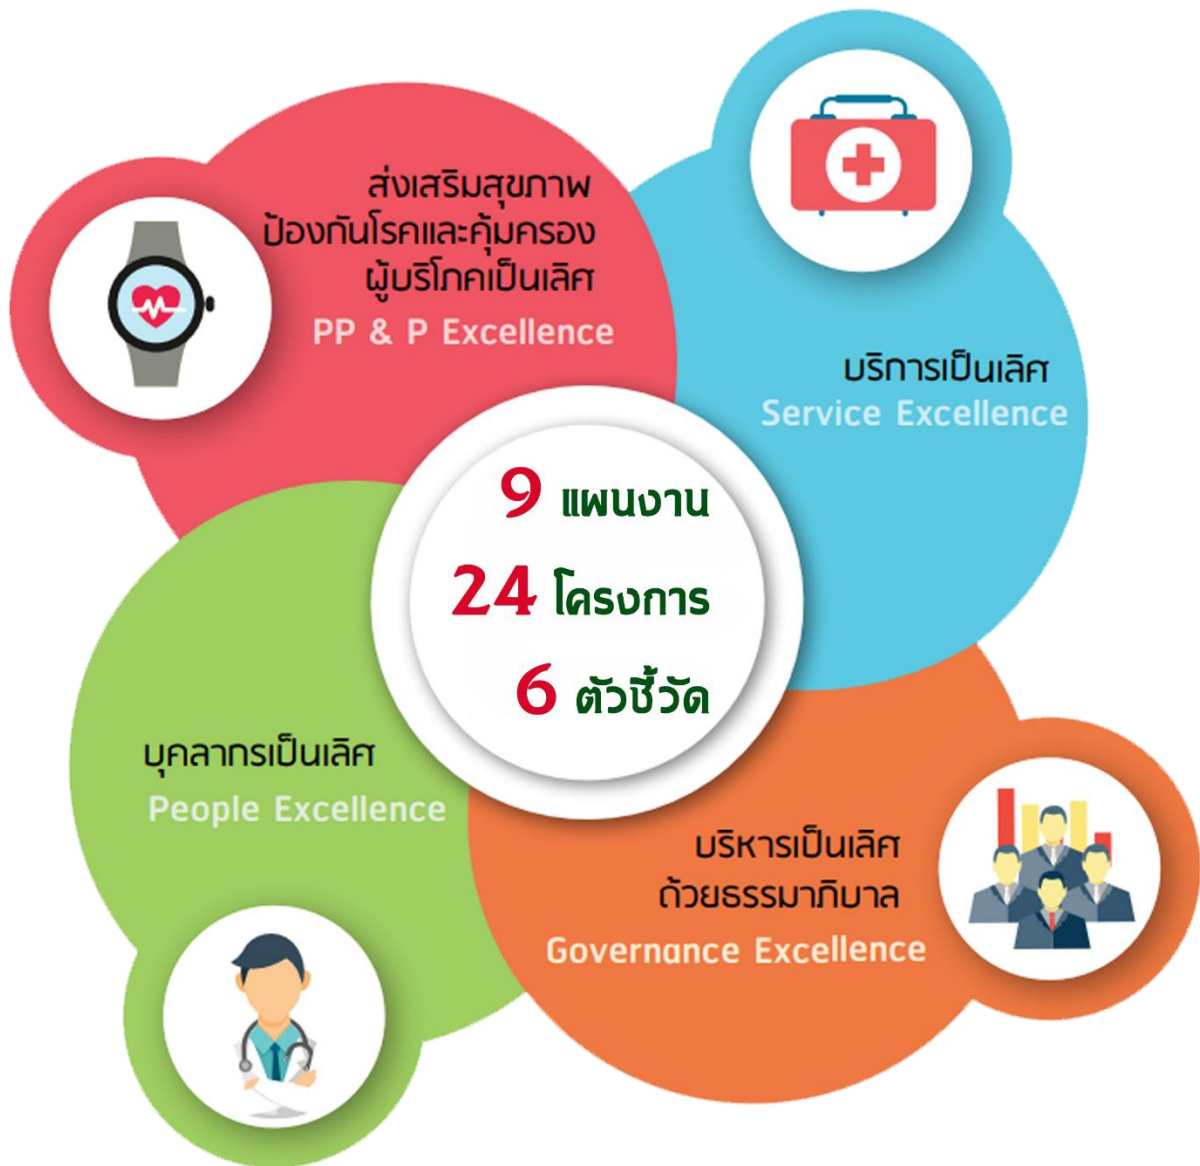 ส่งเสริมสุขภาพ
ป้องกันโรคและคุ้มครอง
ผู้บริโภคเป็นเลิศ
PP & P Excellence
บริการเป็นเลิศ
Service Excellence
9 แผนงาน
24 โครงการ
6 ตัวชี้วัด
บุคลากรเป็นเลิศ
People Excellence
บริหารเป็นเลิศ
ด้วยธรรมาภิบาล
Governance Excellence